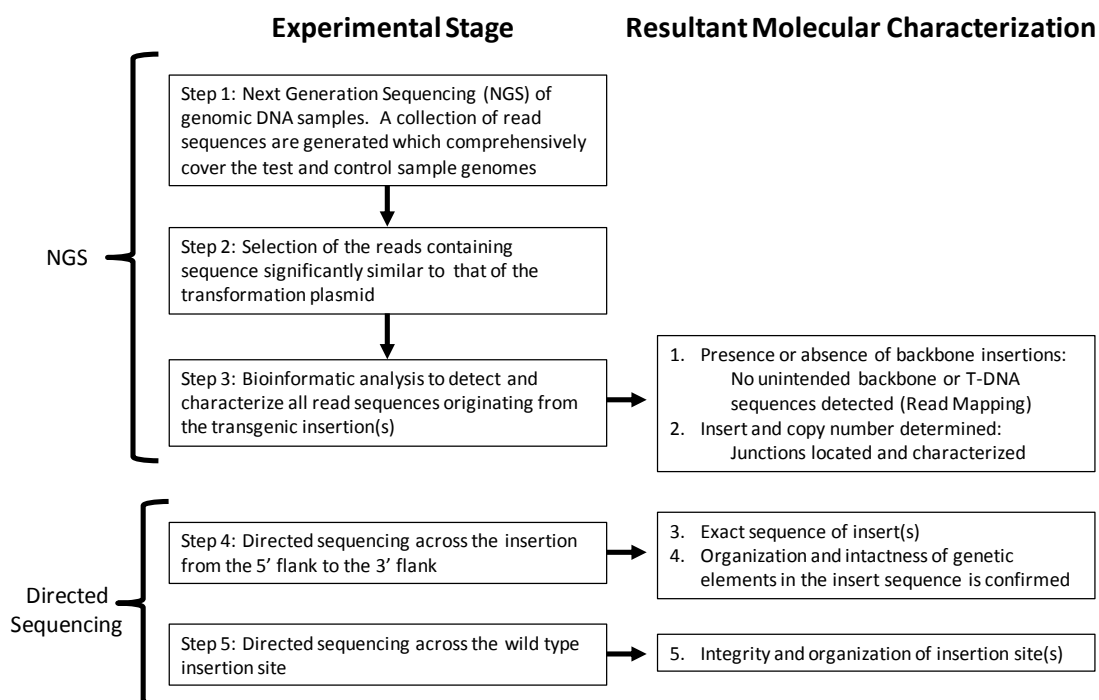 Experimental Stage
Resultant Molecular Characterization
NGS
Step 1: Next Generation Sequencing (NGS) of
genomic DNA samples.  A collection of read
sequences are generated which comprehensively
cover the test and control sample genomes
Step 2: Selection of the reads containing
sequence significantly similar to that of the
transformation plasmid
Step 3: Bioinformatic analysis to detect and
characterize all read sequences originating from
the transgenic insertion(s)
1. Presence or absence of backbone insertions:
No unintended backbone or T-DNA
sequences detected (Read Mapping)
2. Insert and copy number determined:
Junctions located and characterized
Directed
Sequencing
Step 4: Directed sequencing across the insertion
from the 5’ flank to the 3’ flank
3. Exact sequence of insert(s)
4. Organization and intactness of genetic
elements in the insert sequence is confirmed
Step 5: Directed sequencing across the wild type
insertion site
5. Integrity and organization of insertion site(s)